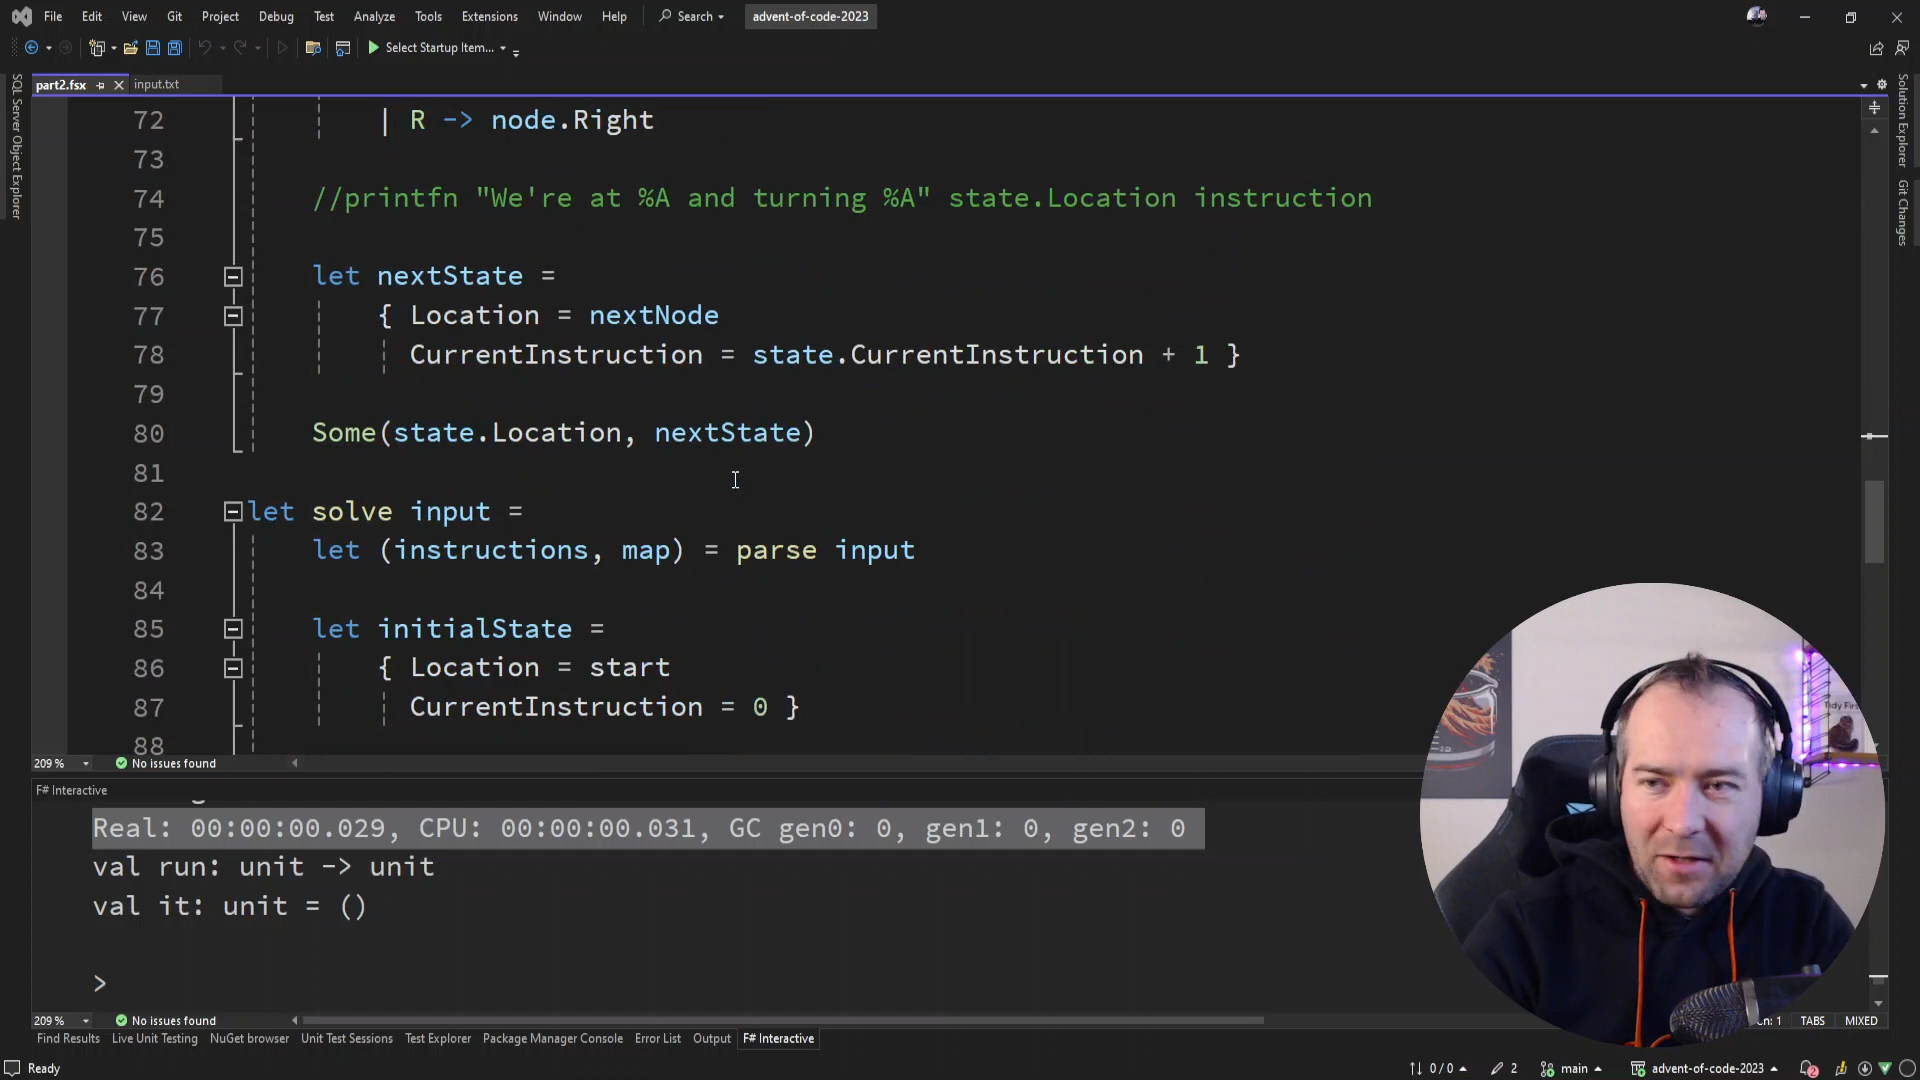 File Edit View Git Project Debug Test Analyze Tools Extensions Window Help Search advent-of-code-2023
Select Startup Item...
part2.fsx input.txt
SQL Server Object Explorer
Solution Explorer
Git Changes
72 | R -> node.Right
73
74 //printfn "We're at %A and turning %A" state.Location instruction
75
76 let nextState =
77 { Location = nextNode
78 CurrentInstruction = state.CurrentInstruction + 1 }
79
80 Some(state.Location, nextState)
81
82 let solve input =
83 let (instructions, map) = parse input
84
85 let initialState =
86 { Location = start
87 CurrentInstruction = 0 }
88
209 % No issues found
F# Interactive
Real: 00:00:00.029, CPU: 00:00:00.031, GC gen0: 0, gen1: 0, gen2: 0
val run: unit -> unit
val it: unit = ()
>
209 % No issues found Ln: 1 TABS MIXED
Find Results Live Unit Testing NuGet browser Unit Test Sessions Test Explorer Package Manager Console Error List Output F# Interactive
Ready 0 / 0 2 main advent-of-code-2023 2
Tidy First